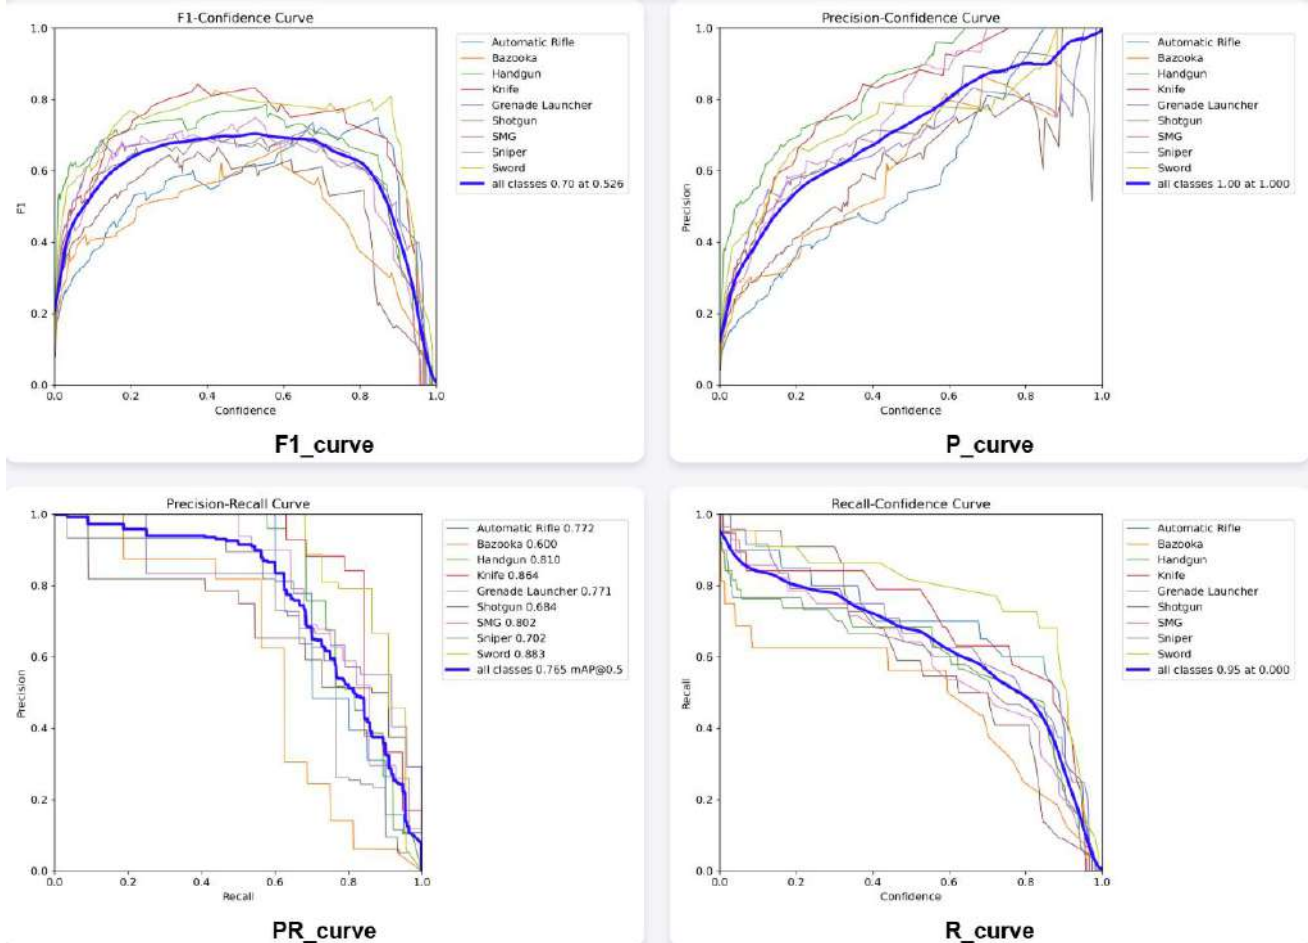 F1-Confidence Curve
1.0
0.8
0.6
0.4
0.2
0.0
F1
0.0 0.2 0.4 0.6 0.8 1.0
Confidence
Automatic Rifle
Bazooka
Handgun
Knife
Grenade Launcher
Shotgun
SMG
Sniper
Sword
all classes 0.70 at 0.526
F1_curve
Precision-Confidence Curve
1.0
0.8
0.6
0.4
0.2
0.0
Precision
0.0 0.2 0.4 0.6 0.8 1.0
Confidence
Automatic Rifle
Bazooka
Handgun
Knife
Grenade Launcher
Shotgun
SMG
Sniper
Sword
all classes 1.00 at 1.000
P_curve
Precision-Recall Curve
1.0
0.8
0.6
0.4
0.2
0.0
Precision
0.0 0.2 0.4 0.6 0.8 1.0
Recall
Automatic Rifle 0.772
Bazooka 0.600
Handgun 0.810
Knife 0.864
Grenade Launcher 0.771
Shotgun 0.684
SMG 0.802
Sniper 0.702
Sword 0.883
all classes 0.765 mAP@0.5
PR_curve
Recall-Confidence Curve
1.0
0.8
0.6
0.4
0.2
0.0
Recall
0.0 0.2 0.4 0.6 0.8 1.0
Confidence
Automatic Rifle
Bazooka
Handgun
Knife
Grenade Launcher
Shotgun
SMG
Sniper
Sword
all classes 0.95 at 0.000
R_curve